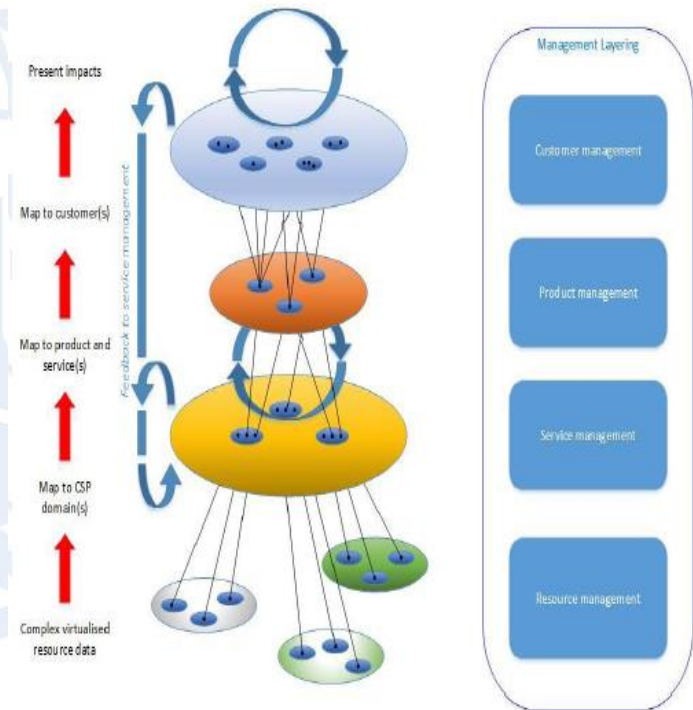 Present impacts
Map to customer(s)
Map to product and
service(s)
Map to CSP
domain(s)
Complex virtualised
resource data
Feedback to service management
Management Layering
Customer management
Product management
Service management
Resource management